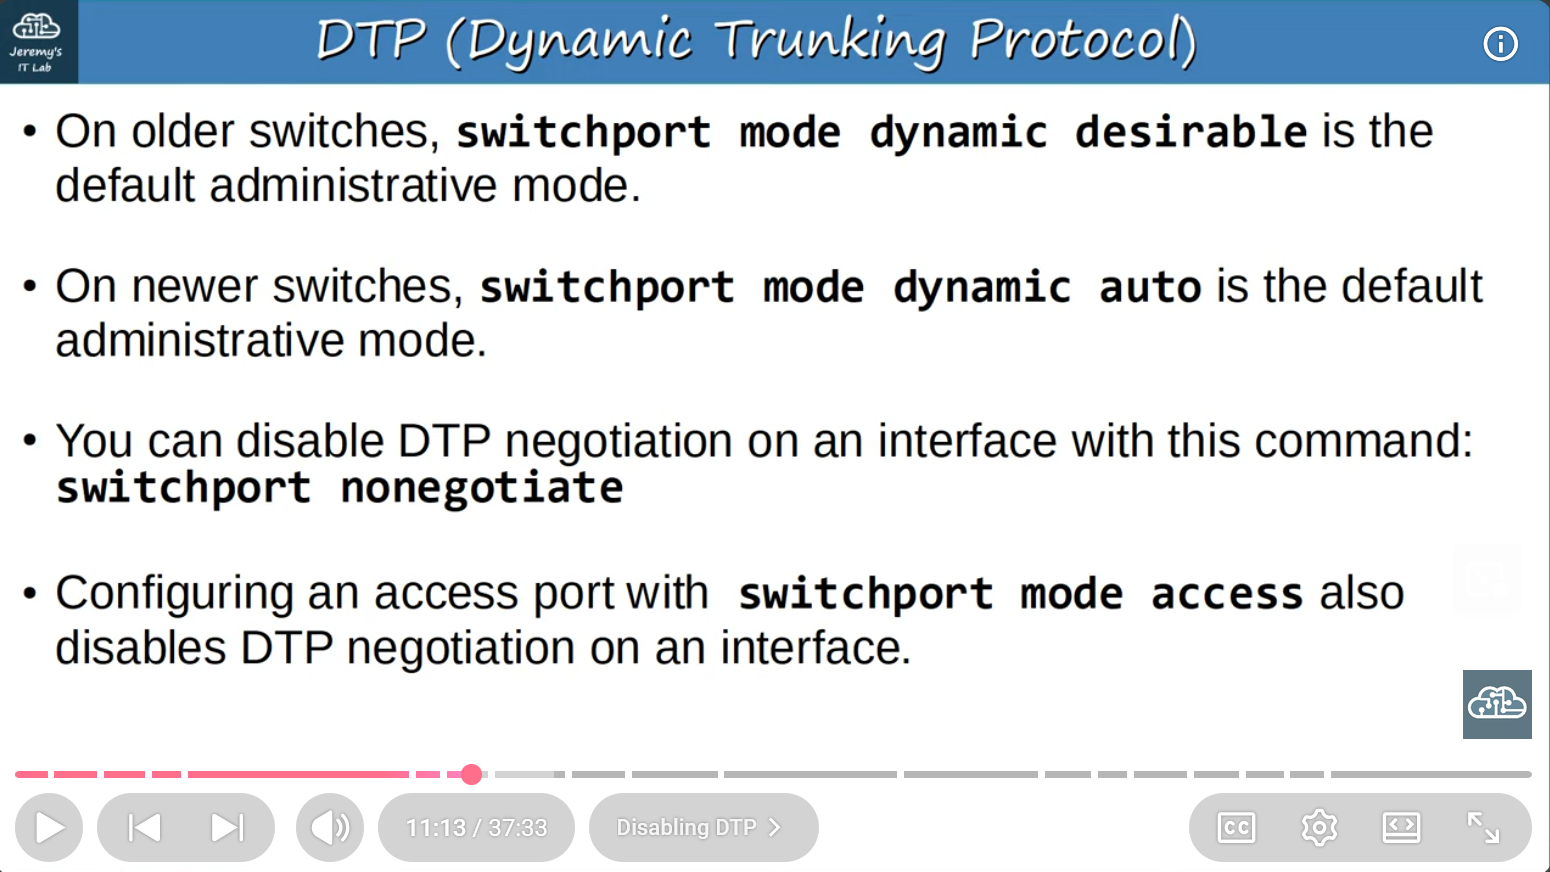 Jeremy's
IT Lab
DTP (Dynamic Trunking Protocol)
• On older switches, switchport mode dynamic desirable is the
default administrative mode.
• On newer switches, switchport mode dynamic auto is the default
administrative mode.
• You can disable DTP negotiation on an interface with this command:
switchport nonegotiate
• Configuring an access port with switchport mode access also
disables DTP negotiation on an interface.
11:13 / 37:33
Disabling DTP
CC